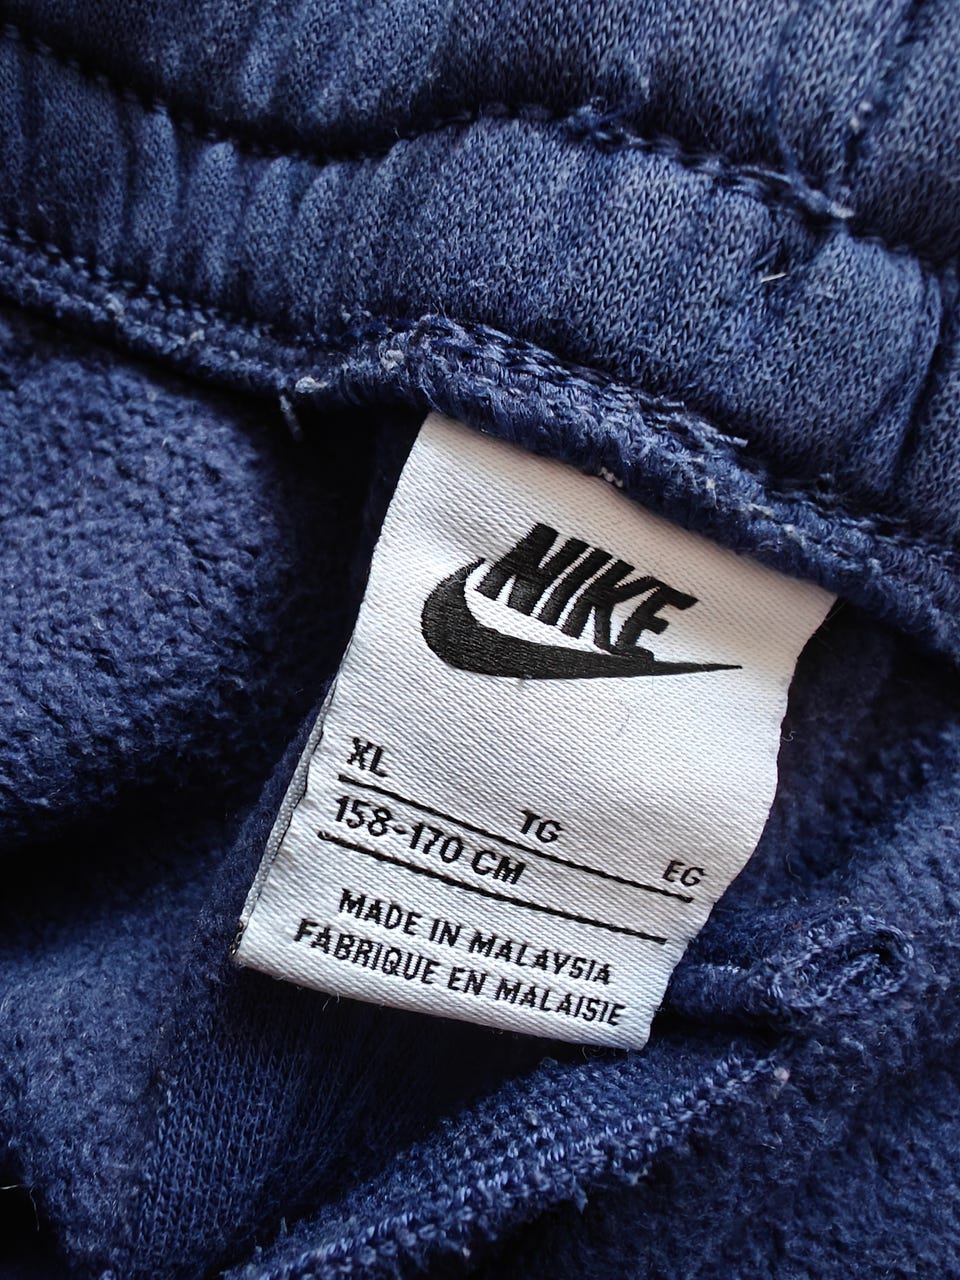 NIKE
XL TG EG
158-170 CM
MADE IN MALAYSIA
FABRIQUE EN MALAISIE